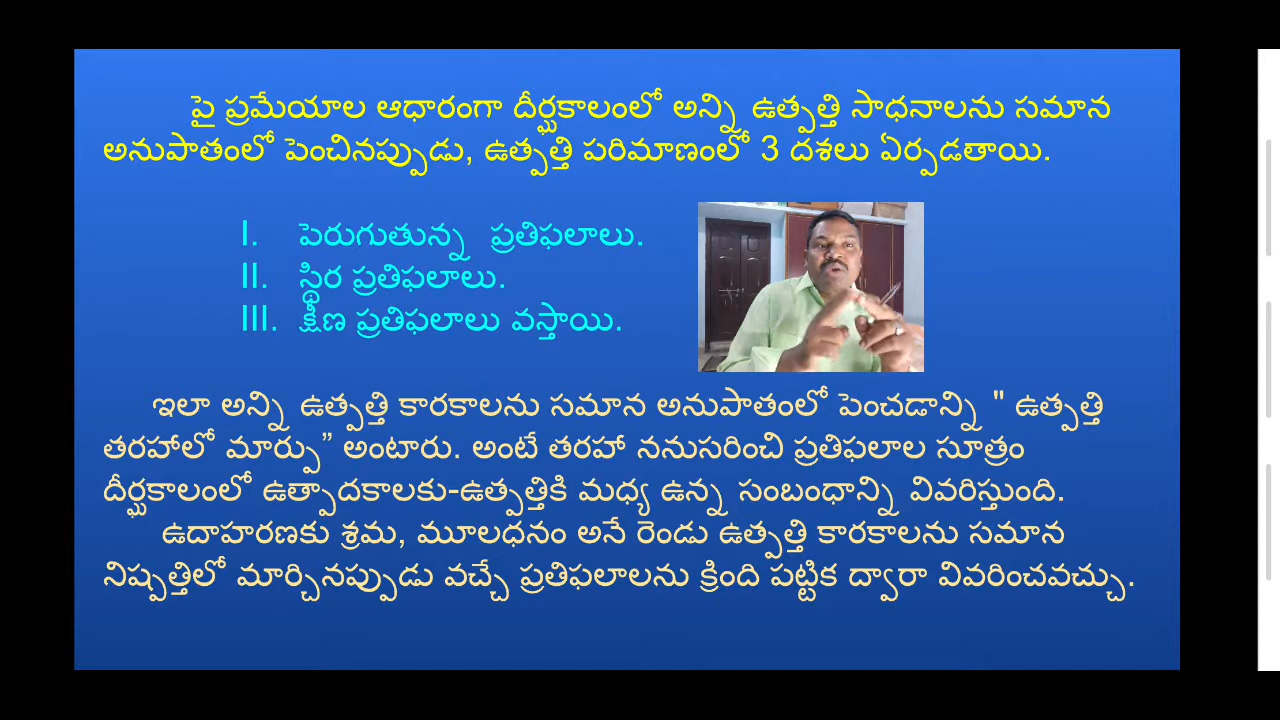 పై ప్రమేయాల ఆధారంగా దీర్ఘకాలంలో అన్ని ఉత్పత్తి సాధనాలను సమాన
అనుపాతంలో పెంచినప్పుడు, ఉత్పత్తి పరిమాణంలో 3 దశలు ఏర్పడతాయి.
I. పెరుగుతున్న ప్రతిఫలాలు.
II. స్థిర ప్రతిఫలాలు.
III. క్షీణ ప్రతిఫలాలు వస్తాయి.
ఇలా అన్ని ఉత్పత్తి కారకాలను సమాన అనుపాతంలో పెంచడాన్ని " ఉత్పత్తి
తరహాలో మార్పు” అంటారు. అంటే తరహా ననుసరించి ప్రతిఫలాల సూత్రం
దీర్ఘకాలంలో ఉత్పాదకాలకు-ఉత్పత్తికి మధ్య ఉన్న సంబంధాన్ని వివరిస్తుంది.
ఉదాహరణకు శ్రమ, మూలధనం అనే రెండు ఉత్పత్తి కారకాలను సమాన
నిష్పత్తిలో మార్చినప్పుడు వచ్చే ప్రతిఫలాలను క్రింది పట్టిక ద్వారా వివరించవచ్చు.